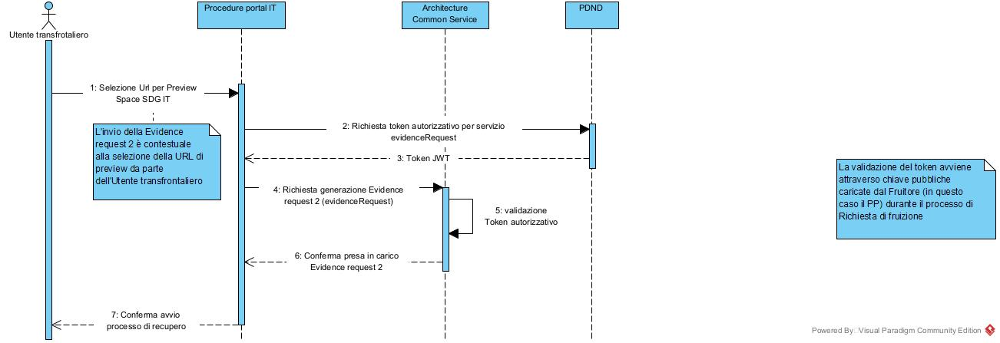 Utente transfrotaliero
Procedure portal IT
Architecture
Common Service
PDND
1: Selezione Url per Preview
Space SDG IT
L'invio della Evidence
request 2 è contestuale
alla selezione della URL di
preview da parte
dell'Utente transfrontaliero
2: Richiesta token autorizzativo per servizio
evidenceRequest
3: Token JWT
4: Richiesta generazione Evidence
request 2 (evidenceRequest)
5: validazione
Token autorizzativo
La validazione del token avviene
attraverso chiave pubbliche
caricate dal Fruitore (in questo
caso il PP) durante il processo di
Richiesta di fruizione
6: Conferma presa in carico
Evidence request 2
7: Conferma avvio
processo di recupero
Powered By Visual Paradigm Community Edition